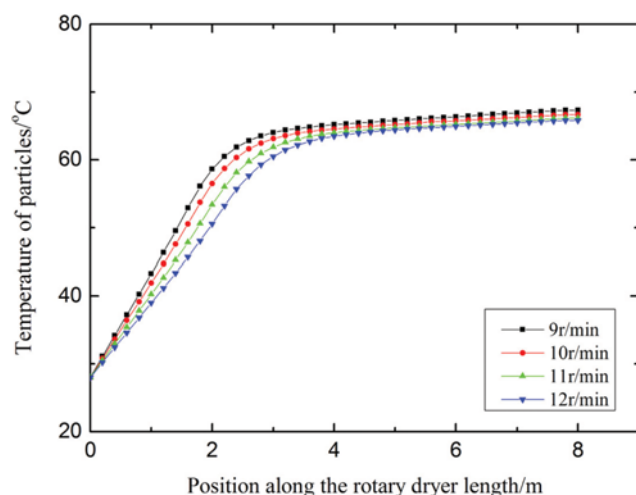 80
60
40
20
Temperature of particles/°C
9r/min
10r/min
11r/min
12r/min
0
2
4
6
8
Position along the rotary dryer length/m